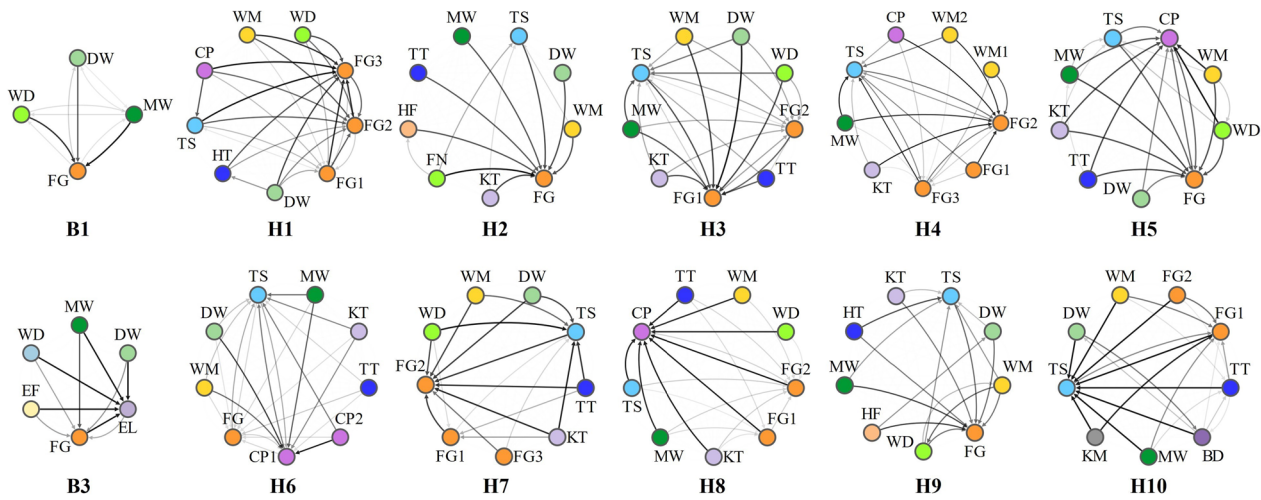 DW
WD
MW
FG
B1
WM
WD
CP
FG3
TS
FG2
HT
FG1
DW
H1
MW
TS
TT
DW
HF
WM
FN
KT
FG
H2
WM
DW
TS
WD
MW
FG2
KT
TT
FG1
H3
CP
WM2
TS
WM1
MW
FG2
KT
FG1
FG3
H4
TS
CP
MW
WM
KT
WD
TT
DW
FG
H5
MW
WD
DW
EF
EL
FG
B3
TS
MW
DW
KT
WM
TT
FG
CP2
CP1
H6
WM
DW
WD
TS
FG2
TT
FG1
KT
FG3
H7
TT
WM
CP
WD
TS
FG2
MW
FG1
KT
H8
KT
TS
HT
DW
MW
WM
HF
WD
FG
H9
WM
FG2
DW
FG1
TS
TT
KM
MW
BD
H10